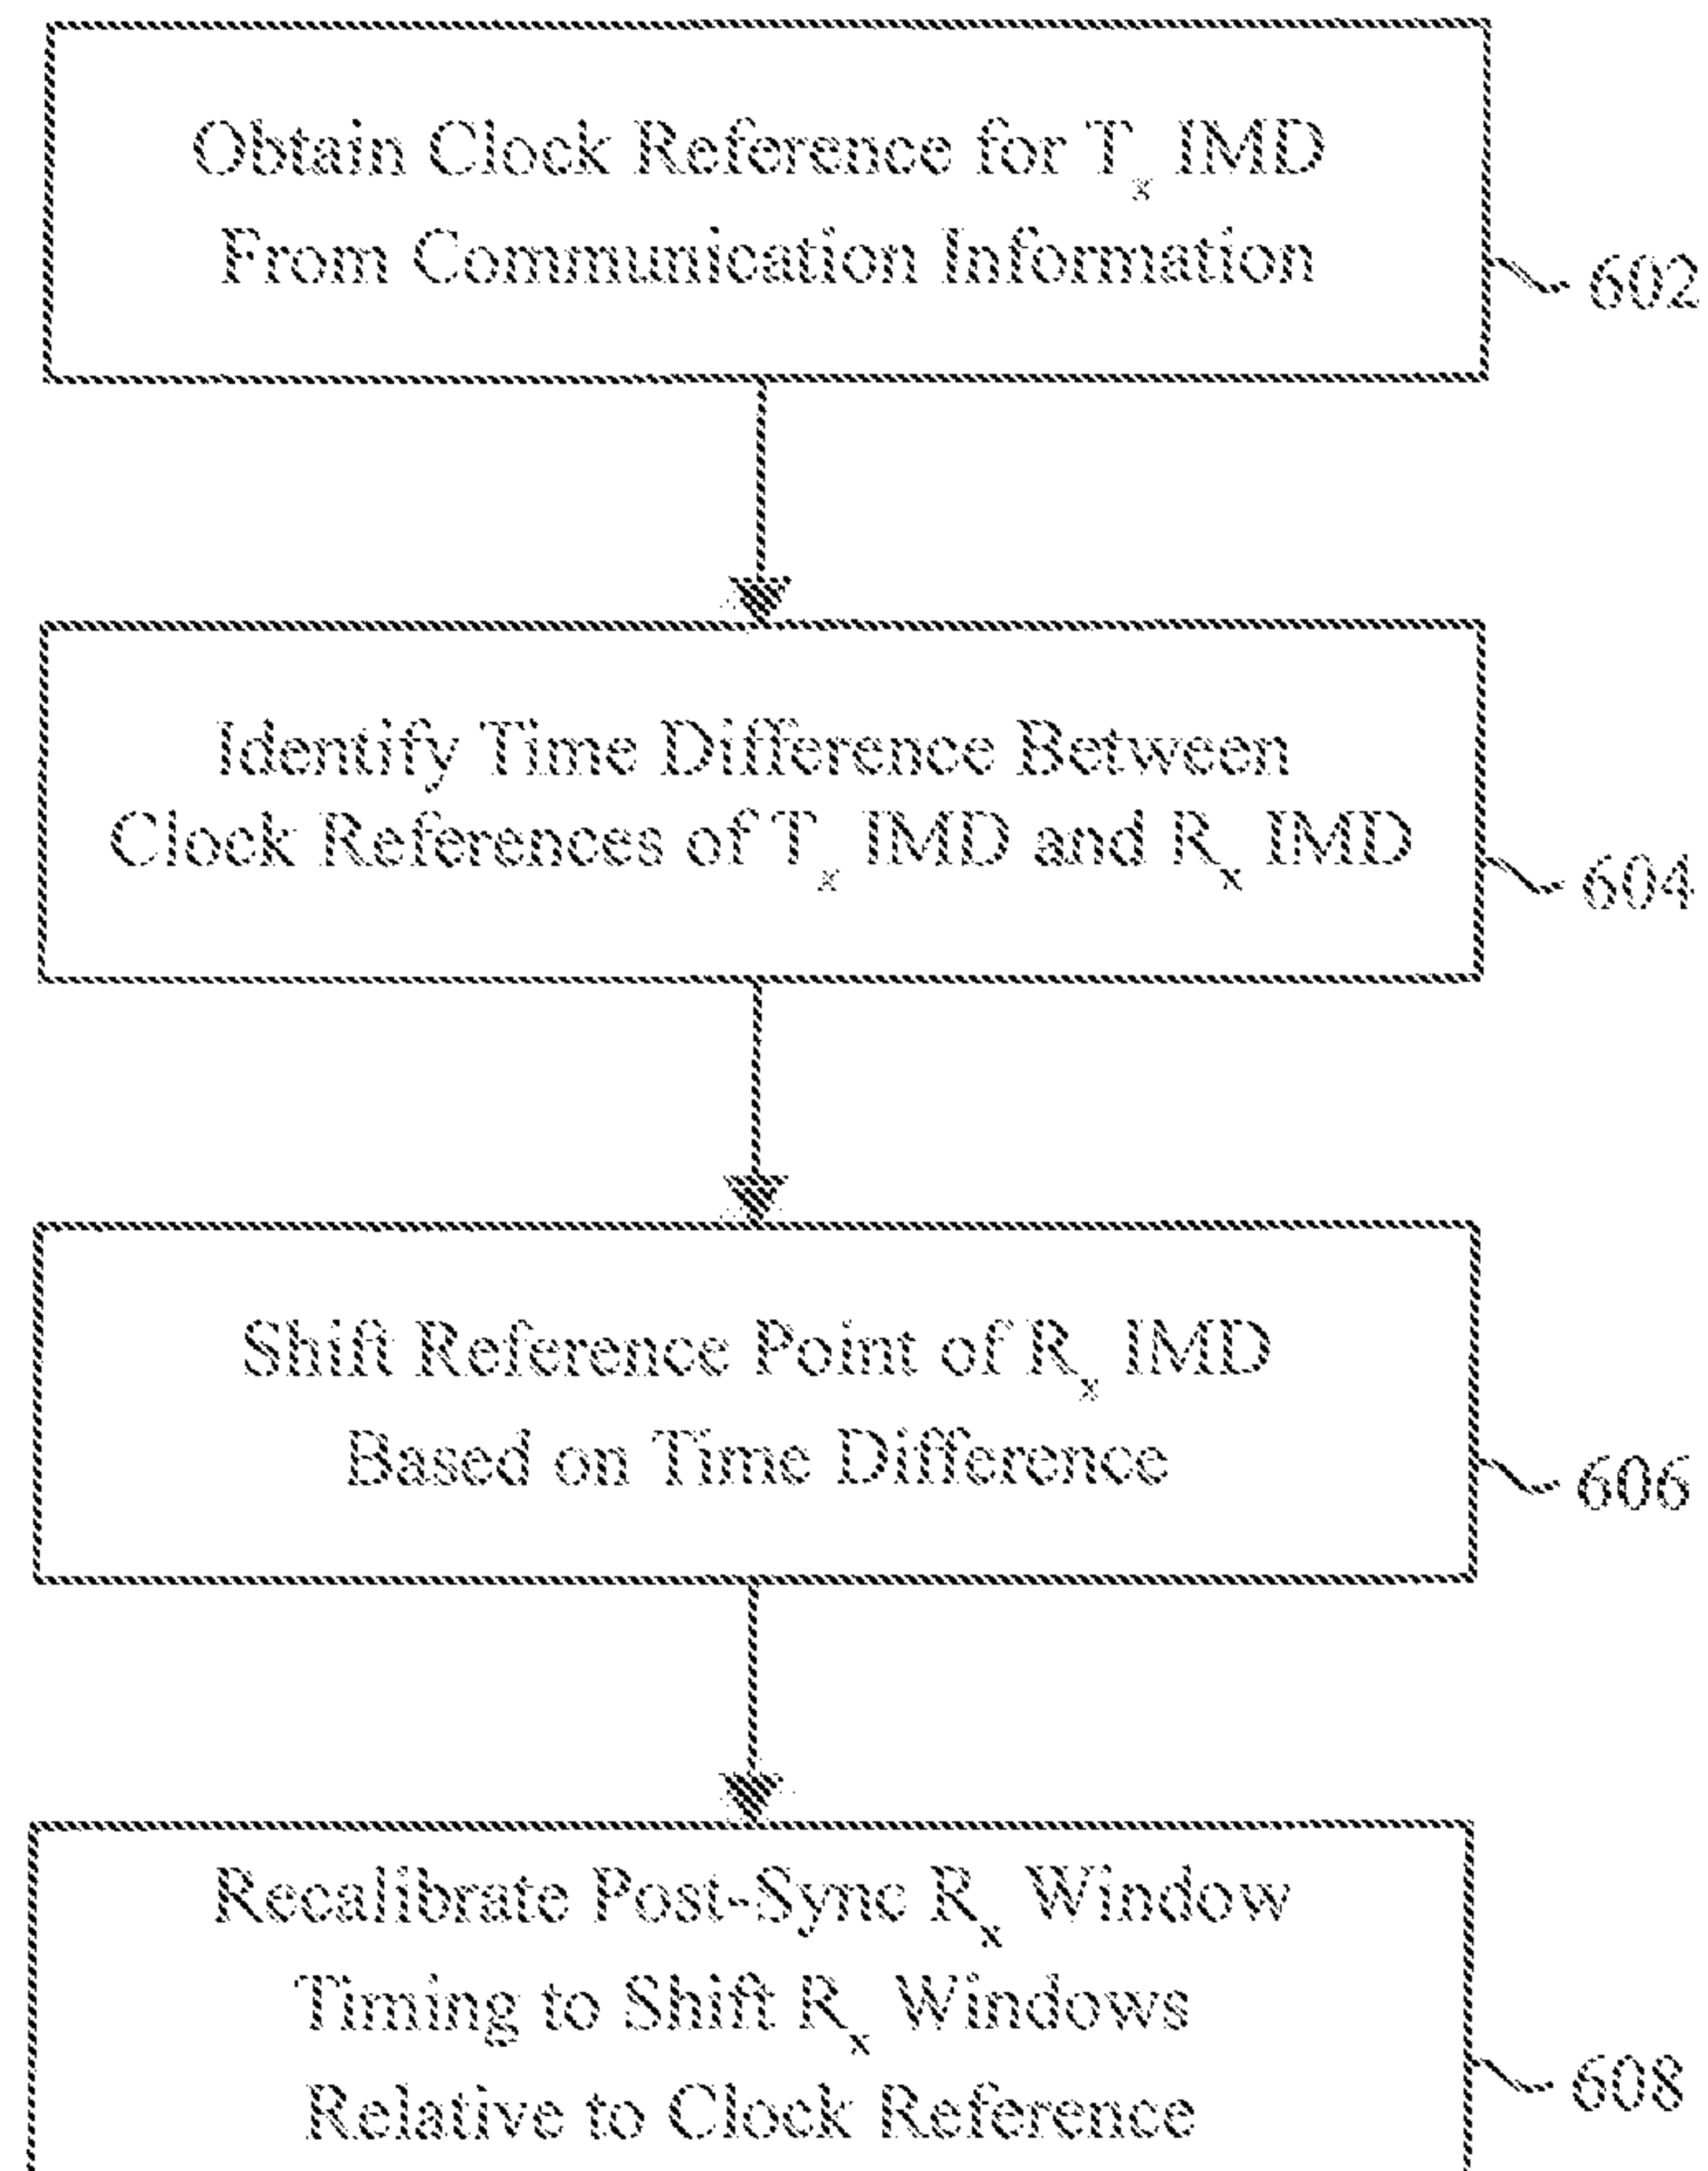 Obtain Clock Reference for Tₓ IMD
From Communication Information
602
Identify Time Difference Between
Clock References of Tₓ IMD and Rₓ IMD
604
Shift Reference Point of Rₓ IMD
Based on Time Difference
606
Recalibrate Post-Sync Rₓ Window
Timing to Shift Rₓ Windows
Relative to Clock Reference
608